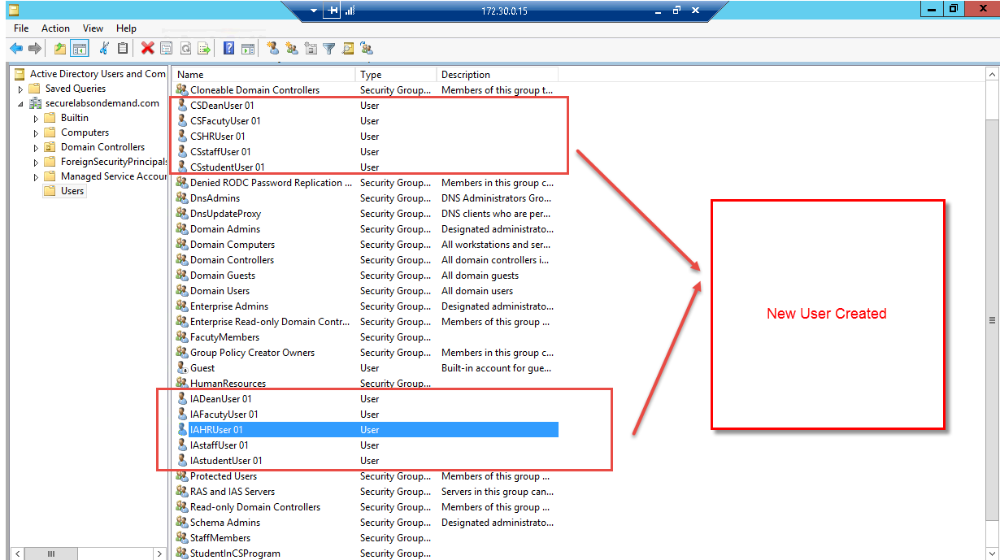 172.30.0.15
File Action View Help
Active Directory Users and Com
Saved Queries
securelabsondemand.com
Builtin
Computers
Domain Controllers
ForeignSecurityPrincipals
Managed Service Accour
Users
Name Type Description
Cloneable Domain Controllers Security Group... Members of this group t...
CSDeanUser 01 User
CSFacutyUser 01 User
CSHRUser 01 User
CSstaffUser 01 User
CSstudentUser 01 User
Denied RODC Password Replication ... Security Group... Members in this group c...
DnsAdmins Security Group... DNS Administrators Gro...
DnsUpdateProxy Security Group... DNS clients who are per...
Domain Admins Security Group... Designated administrato...
Domain Computers Security Group... All workstations and ser...
Domain Controllers Security Group... All domain controllers i...
Domain Guests Security Group... All domain guests
Domain Users Security Group... All domain users
Enterprise Admins Security Group... Designated administrato...
Enterprise Read-only Domain Contr... Security Group... Members of this group ...
FacutyMembers Security Group...
Group Policy Creator Owners Security Group... Members in this group c...
Guest User Built-in account for gue...
HumanResources Security Group...
IADeanUser 01 User
IAFacutyUser 01 User
IAHRUser 01 User
IAstaffUser 01 User
IAstudentUser 01 User
Protected Users Security Group... Members of this group ...
RAS and IAS Servers Security Group... Servers in this group can...
Read-only Domain Controllers Security Group... Members of this group ...
Schema Admins Security Group... Designated administrato...
StaffMembers Security Group...
StudentInCSProgram Security Group...
New User Created